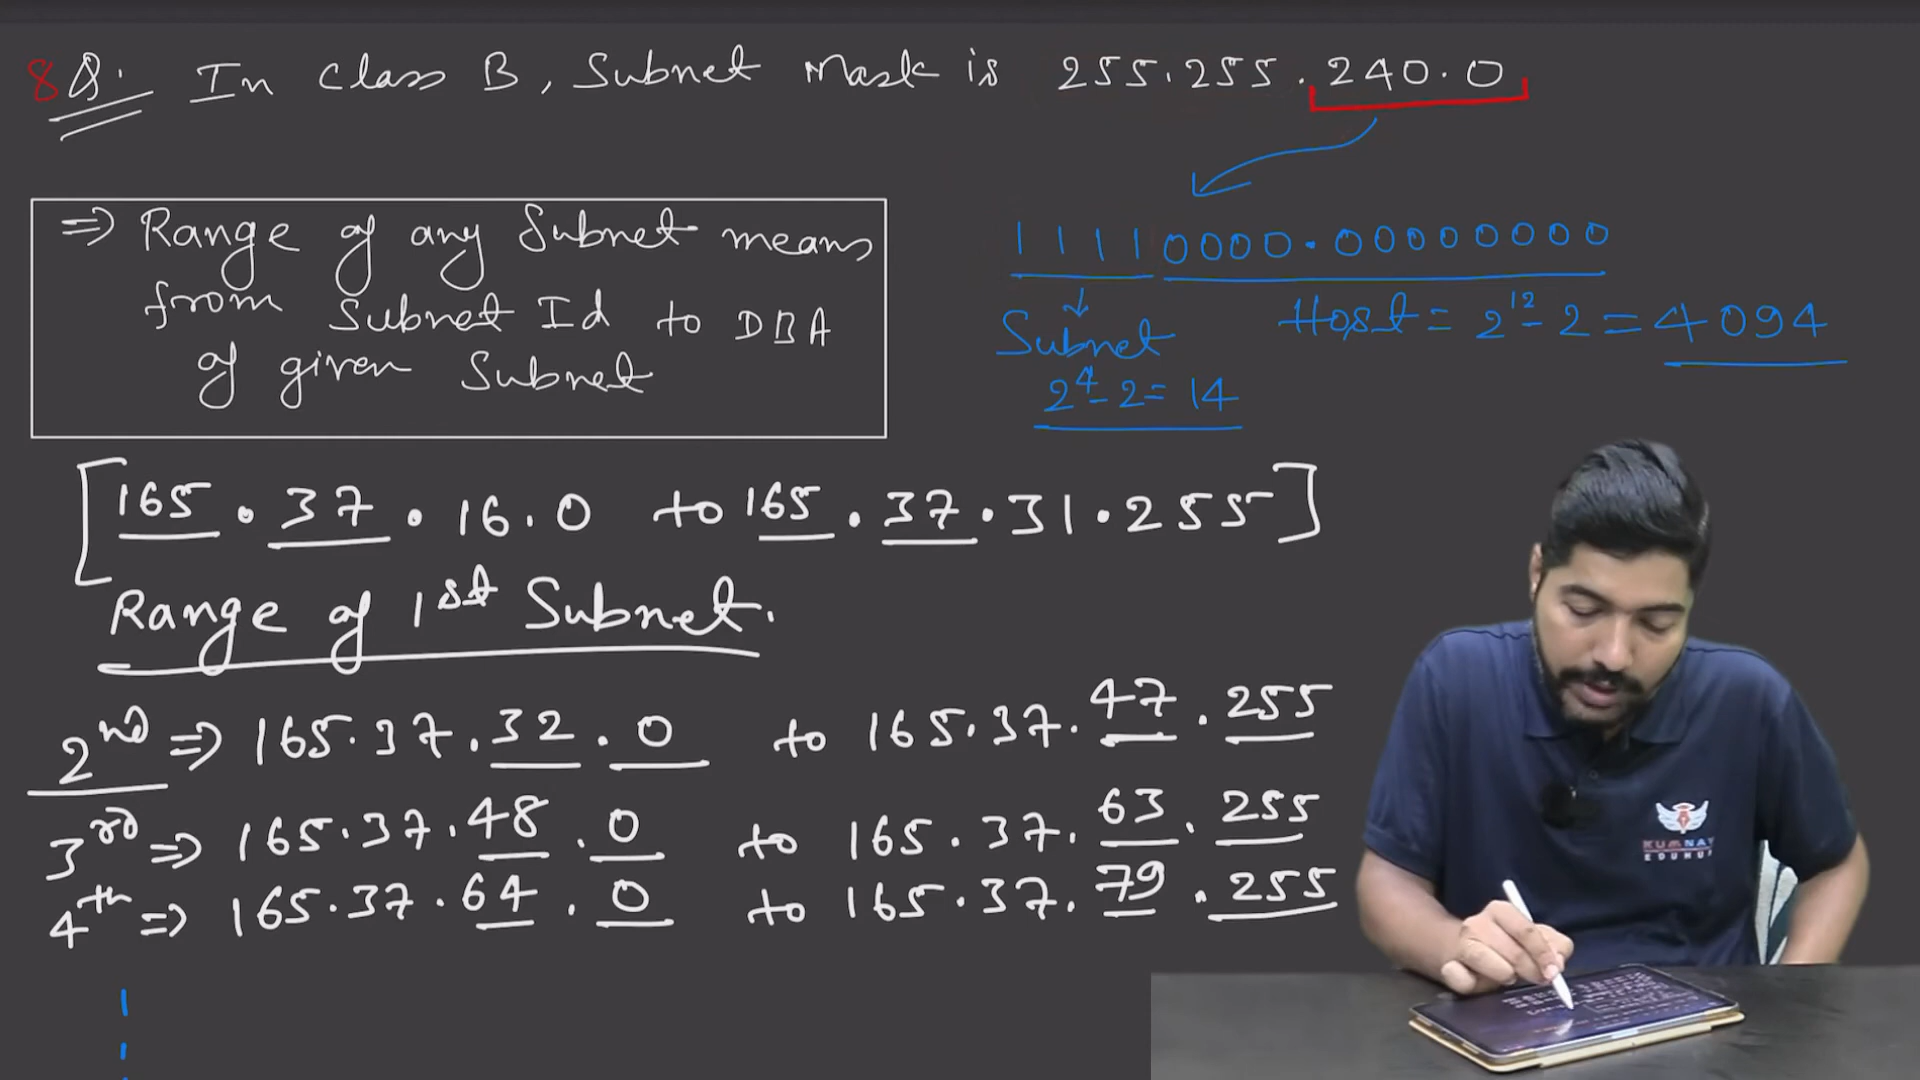 8Q. In Class B, Subnet Mask is 255.255.240.0
⇒ Range of any Subnet means
from Subnet Id to DBA
of given Subnet
11110000.00000000
Subnet
2⁴-2=14
Host = 2¹²-2 = 4094
[165.37.16.0 to 165.37.31.255]
Range of 1st Subnet.
2nd ⇒ 165.37.32.0 to 165.37.47.255
3rd ⇒ 165.37.48.0 to 165.37.63.255
4th ⇒ 165.37.64.0 to 165.37.79.255